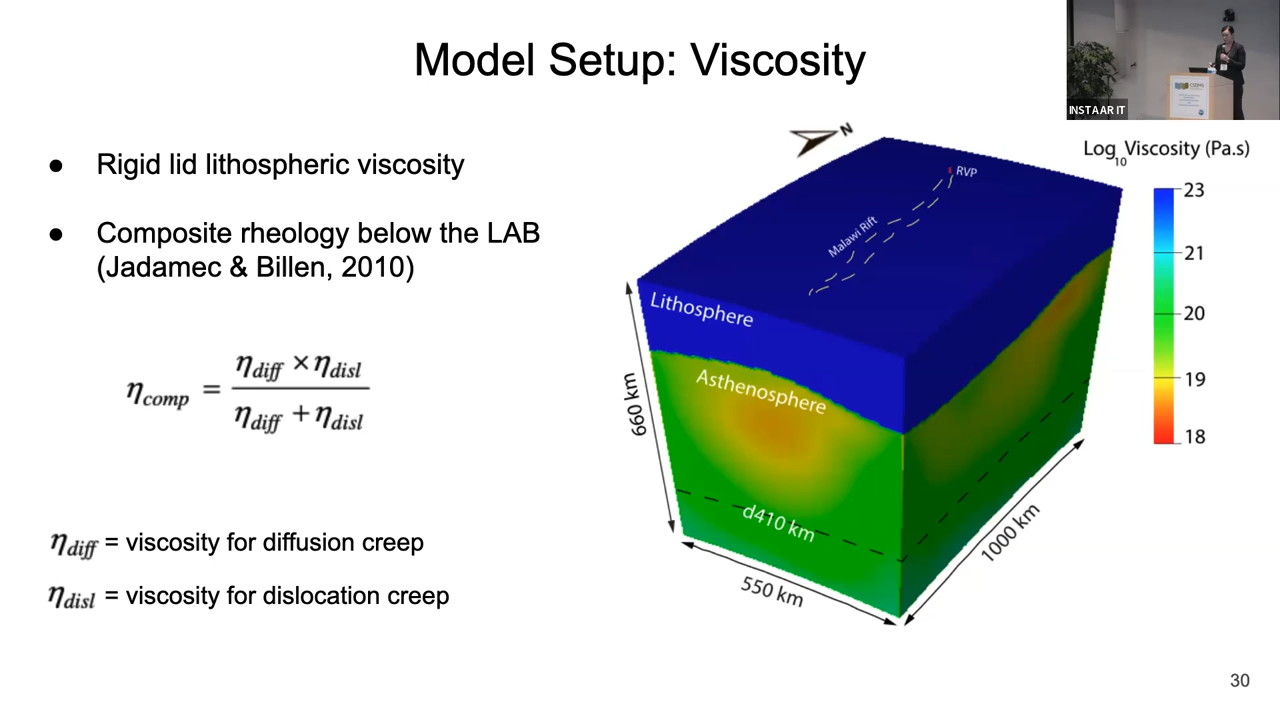 Model Setup: Viscosity
INSTAAR IT
● Rigid lid lithospheric viscosity
● Composite rheology below the LAB
(Jadamec & Billen, 2010)
η_comp = (η_diff × η_disl) / (η_diff + η_disl)
η_diff = viscosity for diffusion creep
η_disl = viscosity for dislocation creep
N
RVP
Malawi Rift
Lithosphere
Asthenosphere
d410 km
660 km
550 km
1000 km
Log₁₀Viscosity (Pa.s)
23
21
20
19
18
30